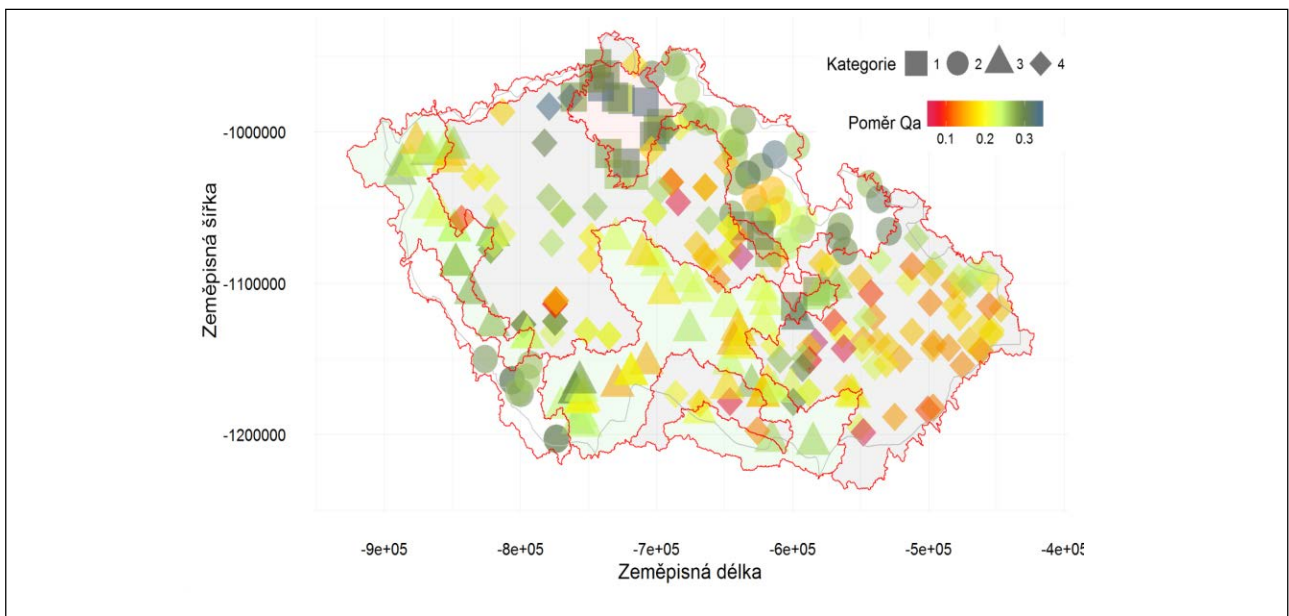 Kategorie 1 2 3 4
Poměr Qa
0.1 0.2 0.3
-1000000
-1100000
-1200000
Zeměpisná šířka
-9e+05 -8e+05 -7e+05 -6e+05 -5e+05 -4e+05
Zeměpisná délka